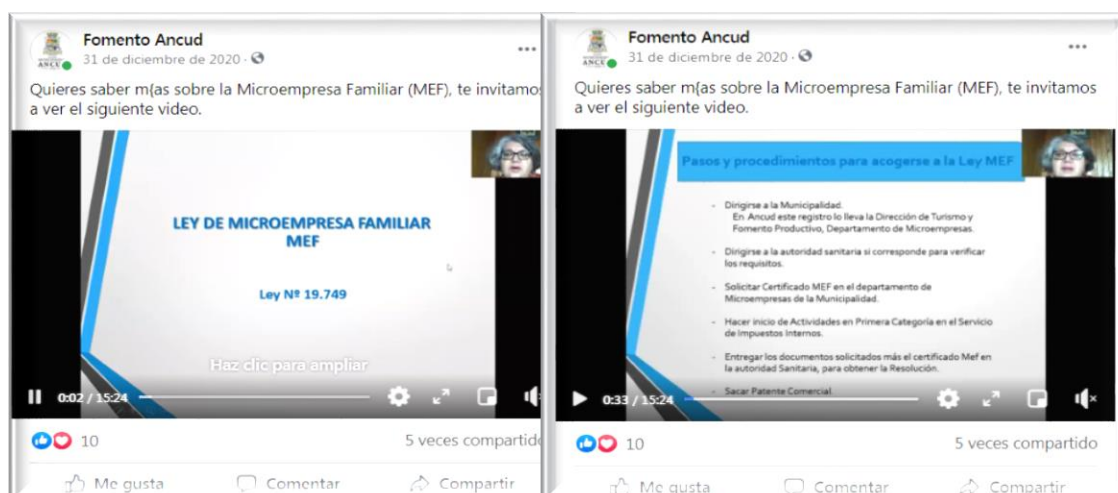 Fomento Ancud
31 de diciembre de 2020 ·
Quieres saber m{as sobre la Microempresa Familiar (MEF), te invitamos
a ver el siguiente video.
LEY DE MICROEMPRESA FAMILIAR
MEF
Ley Nº 19.749
Haz clic para ampliar
0:02 / 15:24
10
5 veces compartido
Me gusta
Comentar
Compartir
Fomento Ancud
31 de diciembre de 2020 ·
Quieres saber m{as sobre la Microempresa Familiar (MEF), te invitamos
a ver el siguiente video.
Pasos y procedimientos para acogerse a la Ley MEF
- Dirigirse a la Municipalidad.
En Ancud este registro lo lleva la Dirección de Turismo y
Fomento Productivo, Departamento de Microempresas.
- Dirigirse a la autoridad sanitaria si corresponde para verificar
los requisitos.
- Solicitar Certificado MEF en el departamento de
Microempresas de la Municipalidad.
- Hacer inicio de Actividades en Primera Categoría en el Servicio
de Impuestos Internos.
- Entregar los documentos solicitados más el certificado Mef en
la autoridad Sanitaria, para obtener la Resolución.
- Sacar Patente Comercial.
0:33 / 15:24
10
5 veces compartido
Me gusta
Comentar
Compartir